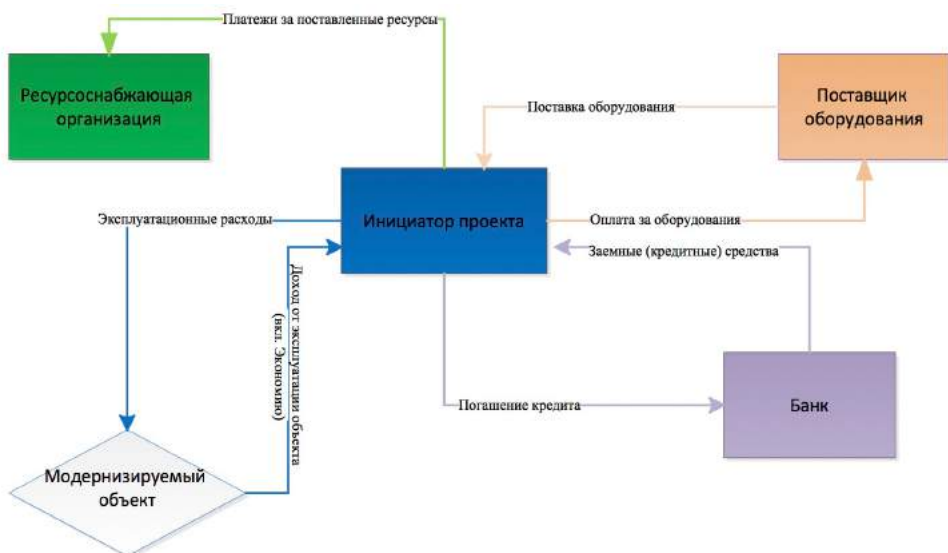 Платежи за поставленные ресурсы
Ресурсоснабжающая
организация
Поставка оборудования
Поставщик
оборудования
Эксплуатационные расходы
Инициатор проекта
Оплата за оборудования
Заемные (кредитные) средства
Доход от эксплуатации объекта
(вкл. Экономию)
Погашение кредита
Банк
Модернизируемый
объект